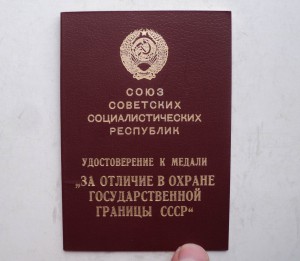 СОЮЗ
СОВЕТСКИХ
СОЦИАЛИСТИЧЕСКИХ
РЕСПУБЛИК
УДОСТОВЕРЕНИЕ К МЕДАЛИ
„ЗА ОТЛИЧИЕ В ОХРАНЕ
ГОСУДАРСТВЕННОЙ
ГРАНИЦЫ СССР“